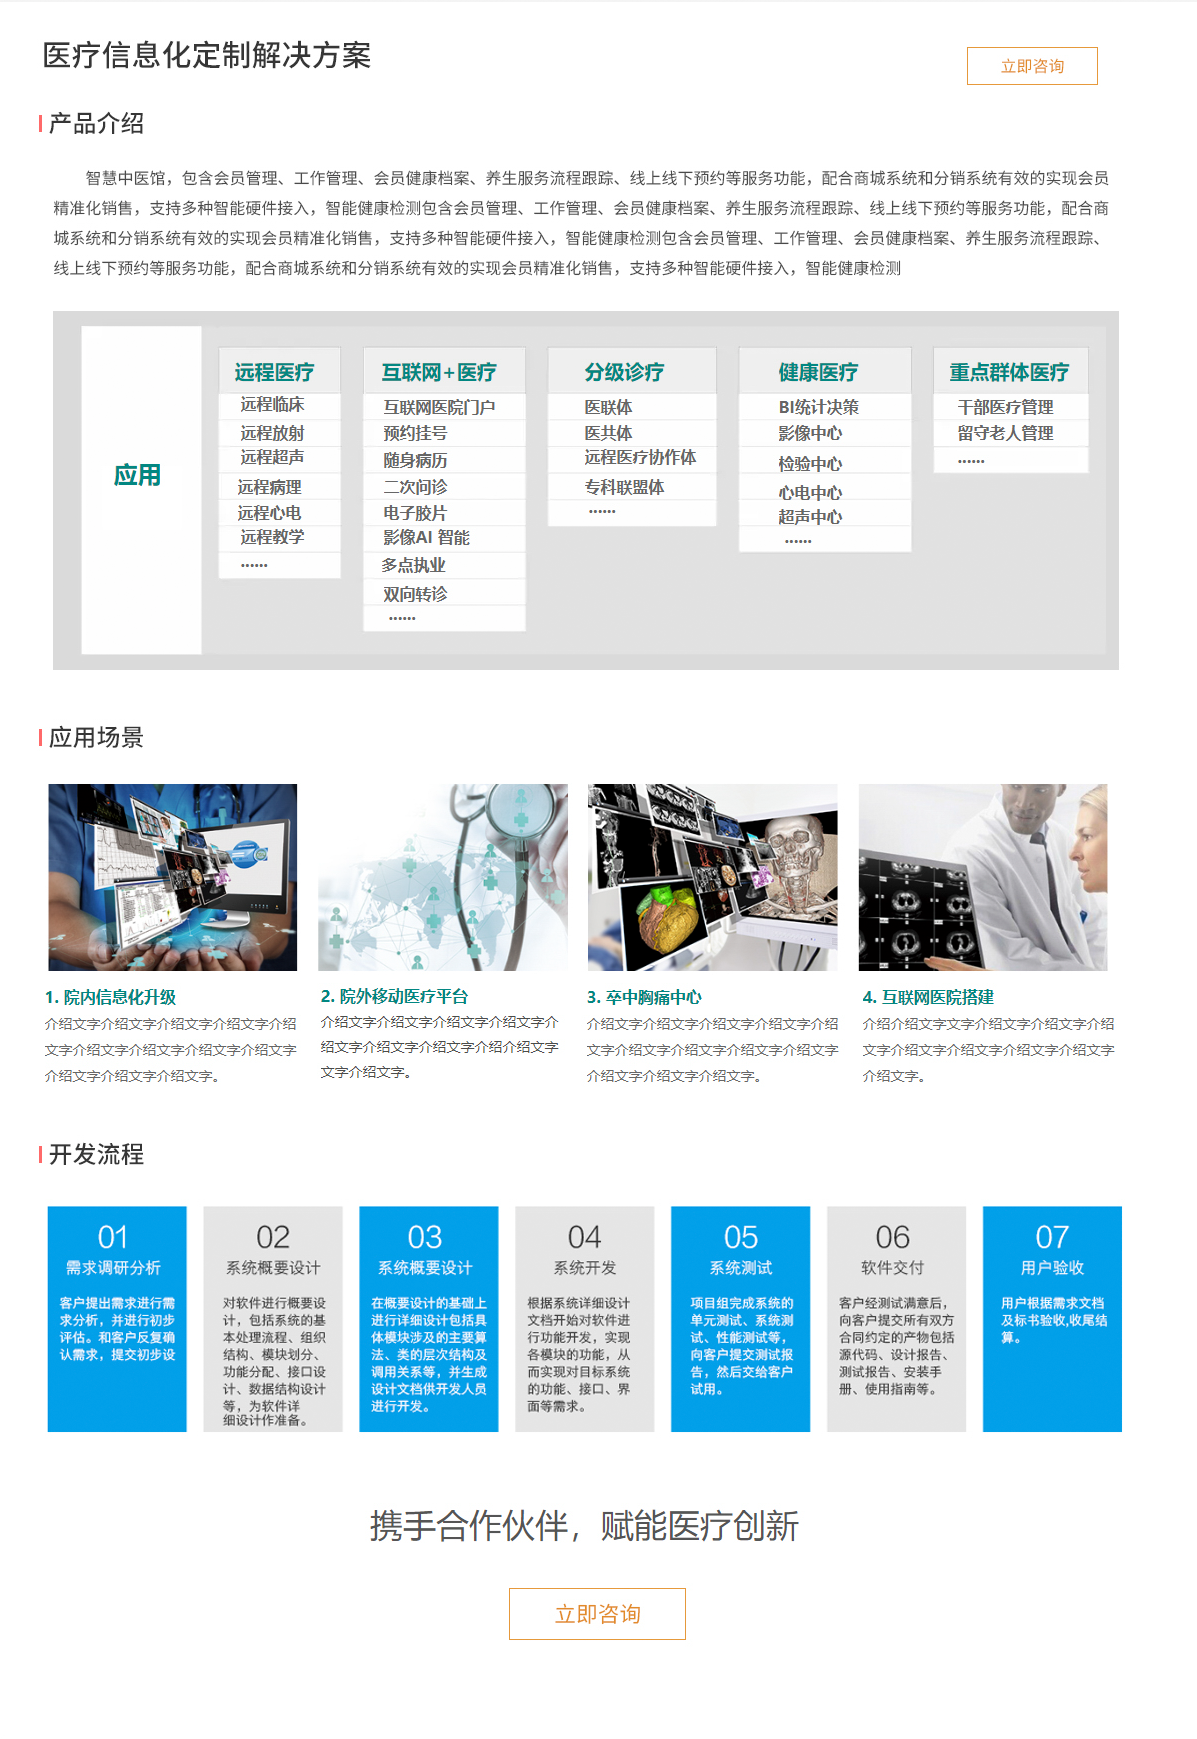 医疗信息化定制解决方案
立即咨询
产品介绍
智慧中医馆，包含会员管理、工作管理、会员健康档案、养生服务流程跟踪、线上线下预约等服务功能，配合商城系统和分销系统有效的实现会员
精准化销售，支持多种智能硬件接入，智能健康检测包含会员管理、工作管理、会员健康档案、养生服务流程跟踪、线上线下预约等服务功能，配合商
城系统和分销系统有效的实现会员精准化销售，支持多种智能硬件接入，智能健康检测包含会员管理、工作管理、会员健康档案、养生服务流程跟踪、
线上线下预约等服务功能，配合商城系统和分销系统有效的实现会员精准化销售，支持多种智能硬件接入，智能健康检测
应用
远程医疗
远程临床
远程放射
远程超声
远程病理
远程心电
远程教学
······
互联网+医疗
互联网医院门户
预约挂号
随身病历
二次问诊
电子胶片
影像AI 智能
多点执业
双向转诊
······
分级诊疗
医联体
医共体
远程医疗协作体
专科联盟体
······
健康医疗
BI统计决策
影像中心
检验中心
心电中心
超声中心
······
重点群体医疗
干部医疗管理
留守老人管理
······
应用场景
1. 院内信息化升级
介绍文字介绍文字介绍文字介绍文字介绍
文字介绍文字介绍文字介绍文字介绍文字
介绍文字介绍文字介绍文字。
2. 院外移动医疗平台
介绍文字介绍文字介绍文字介绍文字介
绍文字介绍文字介绍文字介绍介绍文字
文字介绍文字。
3. 卒中胸痛中心
介绍文字介绍文字介绍文字介绍文字介绍
文字介绍文字介绍文字介绍文字介绍文字
介绍文字介绍文字介绍文字。
4. 互联网医院搭建
介绍介绍文字文字介绍文字介绍文字介绍
文字介绍文字介绍文字介绍文字介绍文字
介绍文字。
开发流程
01
需求调研分析
客户提出需求进行需
求分析，并进行初步
评估。和客户反复确
认需求，提交初步设
02
系统概要设计
对软件进行概要设
计，包括系统的基
本处理流程、组织
结构、模块划分、
功能分配、接口设
计、数据结构设计
等，为软件详
细设计作准备。
03
系统概要设计
在概要设计的基础上
进行详细设计包括具
体模块涉及的主要算
法、类的层次结构及
调用关系等，并生成
设计文档供开发人员
进行开发。
04
系统开发
根据系统详细设计
文档开始对软件进
行功能开发，实现
各模块的功能，从
而实现对目标系统
的功能、接口、界
面等需求。
05
系统测试
项目组完成系统的
单元测试、系统测
试、性能测试等，
向客户提交测试报
告，然后交给客户
试用。
06
软件交付
客户经测试满意后，
向客户提交所有双方
合同约定的产物包括
源代码、设计报告、
测试报告、安装手
册、使用指南等。
07
用户验收
用户根据需求文档
及标书验收,收尾结
算。
携手合作伙伴，赋能医疗创新
立即咨询